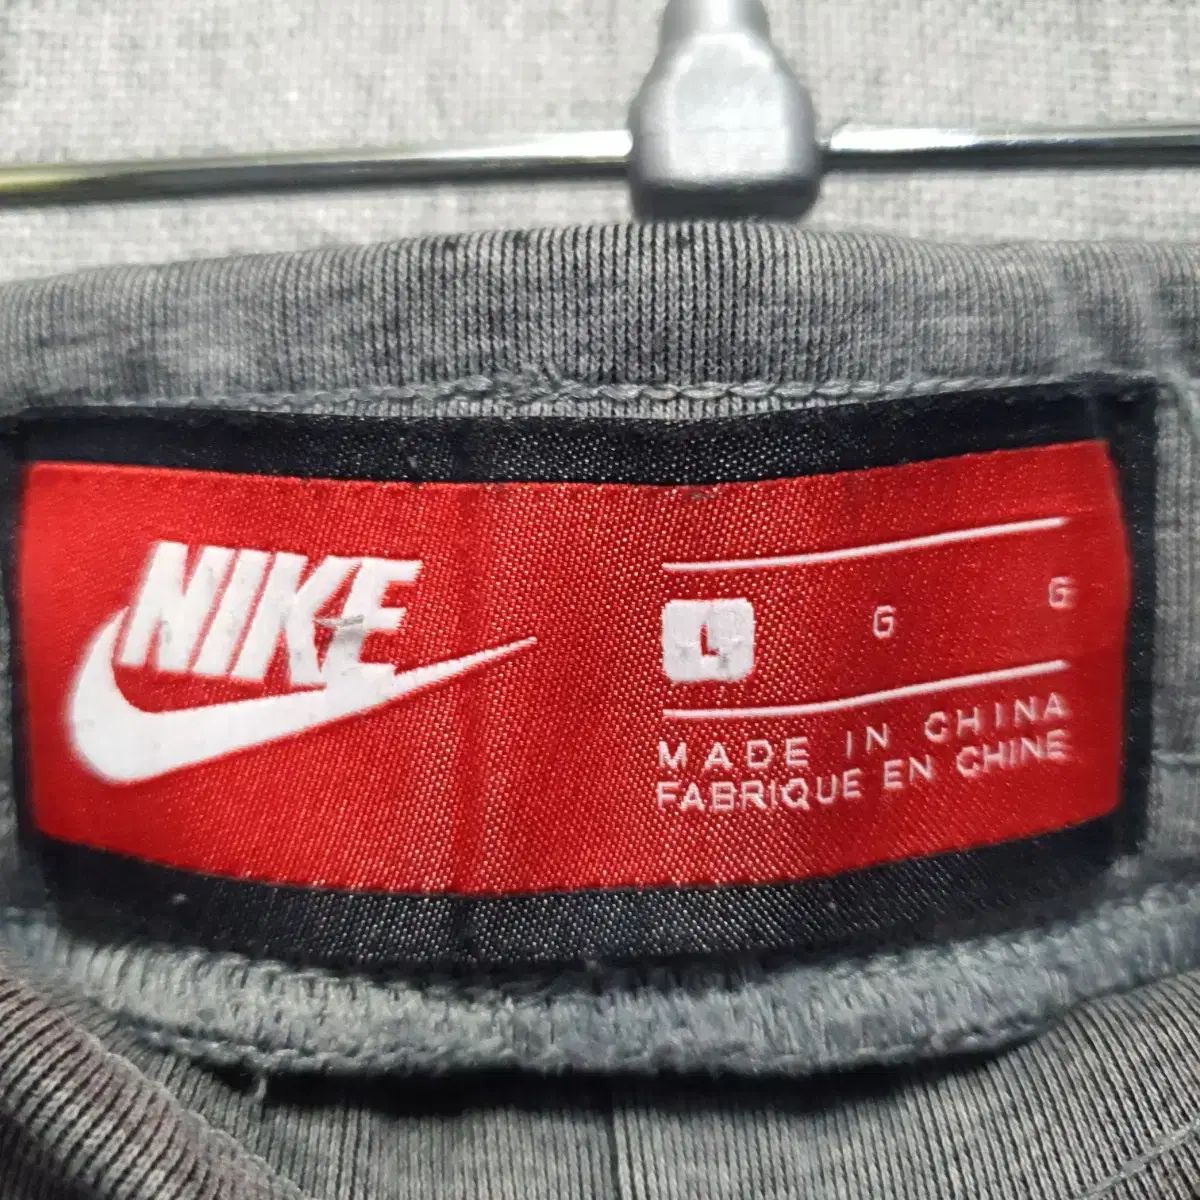 NIKE
L G G
MADE IN CHINA
FABRIQUE EN CHINE